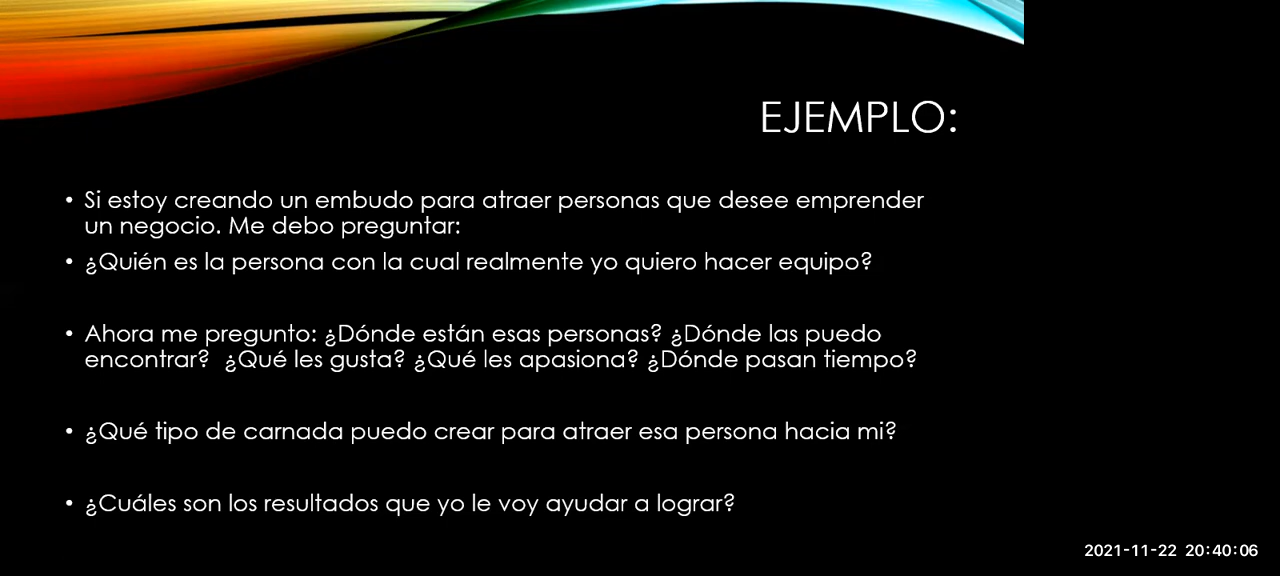 EJEMPLO:
• Si estoy creando un embudo para atraer personas que desee emprender
un negocio. Me debo preguntar:
• ¿Quién es la persona con la cual realmente yo quiero hacer equipo?
• Ahora me pregunto: ¿Dónde están esas personas? ¿Dónde las puedo
encontrar? ¿Qué les gusta? ¿Qué les apasiona? ¿Dónde pasan tiempo?
• ¿Qué tipo de carnada puedo crear para atraer esa persona hacia mi?
• ¿Cuáles son los resultados que yo le voy ayudar a lograr?
2021-11-22 20:40:06